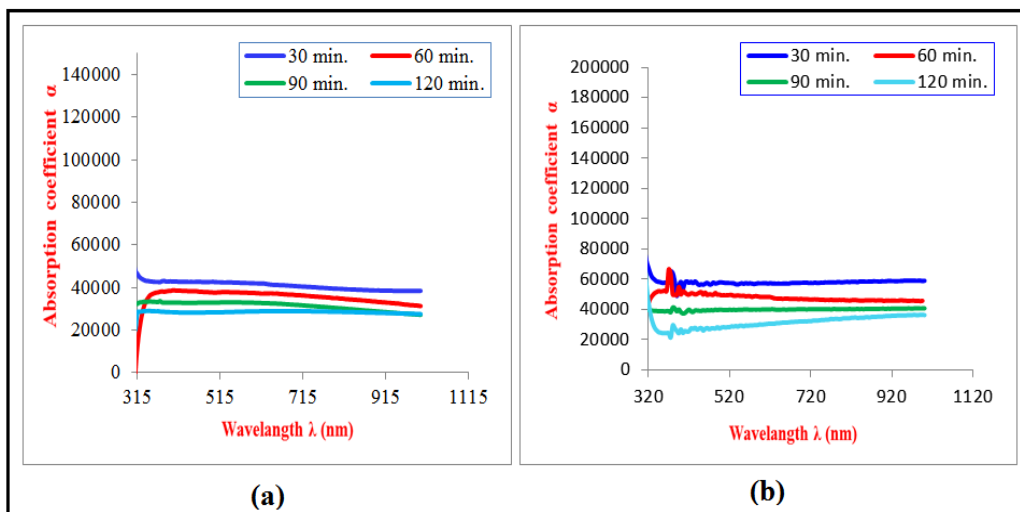 30 min. 60 min.
90 min. 120 min.
Absorption coefficient α
140000
120000
100000
80000
60000
40000
20000
0
315 515 715 915 1115
Wavelangth λ (nm)
(a)
30 min. 60 min.
90 min. 120 min.
Absorption coefficient α
200000
180000
160000
140000
120000
100000
80000
60000
40000
20000
0
320 520 720 920 1120
Wavelangth λ (nm)
(b)